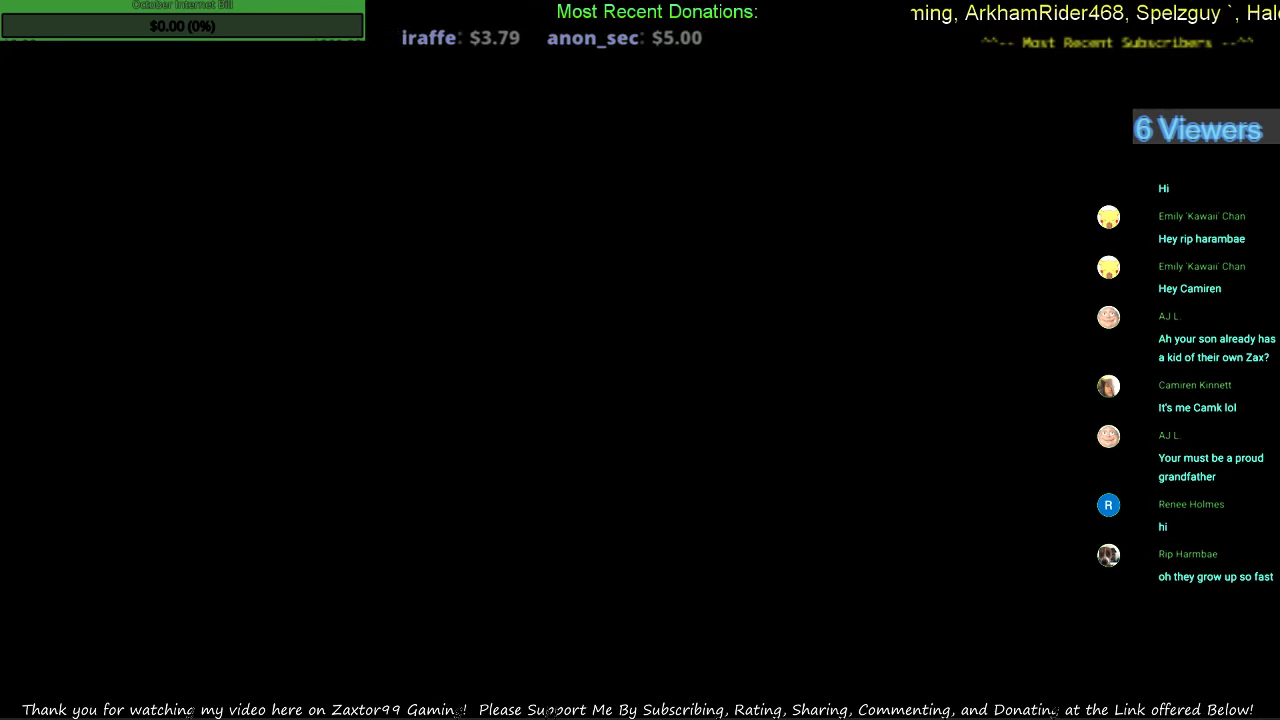 October Internet Bill
$0.00 (0%)
Most Recent Donations:
iraffe: $3.79 anon_sec: $5.00
ming, ArkhamRider468, Spelzguy `, Hal
^^-- Most Recent Subscribers --^^
6 Viewers
Hi
Emily 'Kawaii' Chan
Hey rip harambae
Emily 'Kawaii' Chan
Hey Camiren
AJ L.
Ah your son already has
a kid of their own Zax?
Camiren Kinnett
It's me Camk lol
AJ L.
Your must be a proud
grandfather
R
Renee Holmes
hi
Rip Harmbae
oh they grow up so fast
Thank you for watching my video here on Zaxtor99 Gaming! Please Support Me By Subscribing, Rating, Sharing, Commenting, and Donating at the Link offered Below!